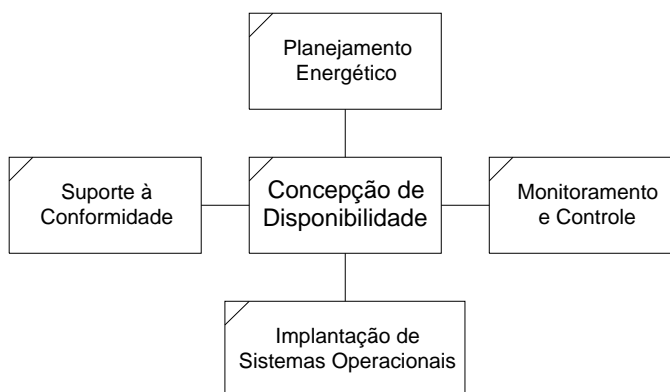 Planejamento
Energético
Suporte à
Conformidade
Concepção de
Disponibilidade
Monitoramento
e Controle
Implantação de
Sistemas Operacionais